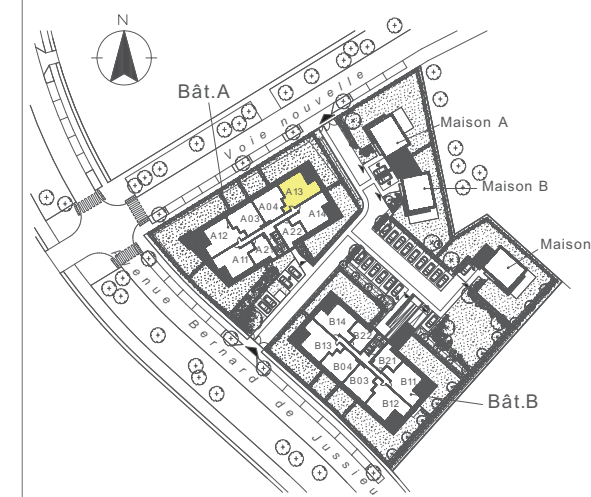 N
Bât.A
Voie nouvelle
Maison A
Maison B
Maison
A13
A04
A14
A03
A22
A12
A21
A11
B14
B22
B13
B21
B04
B11
B03
B12
Bât.B
enue Bernard de Jussieu